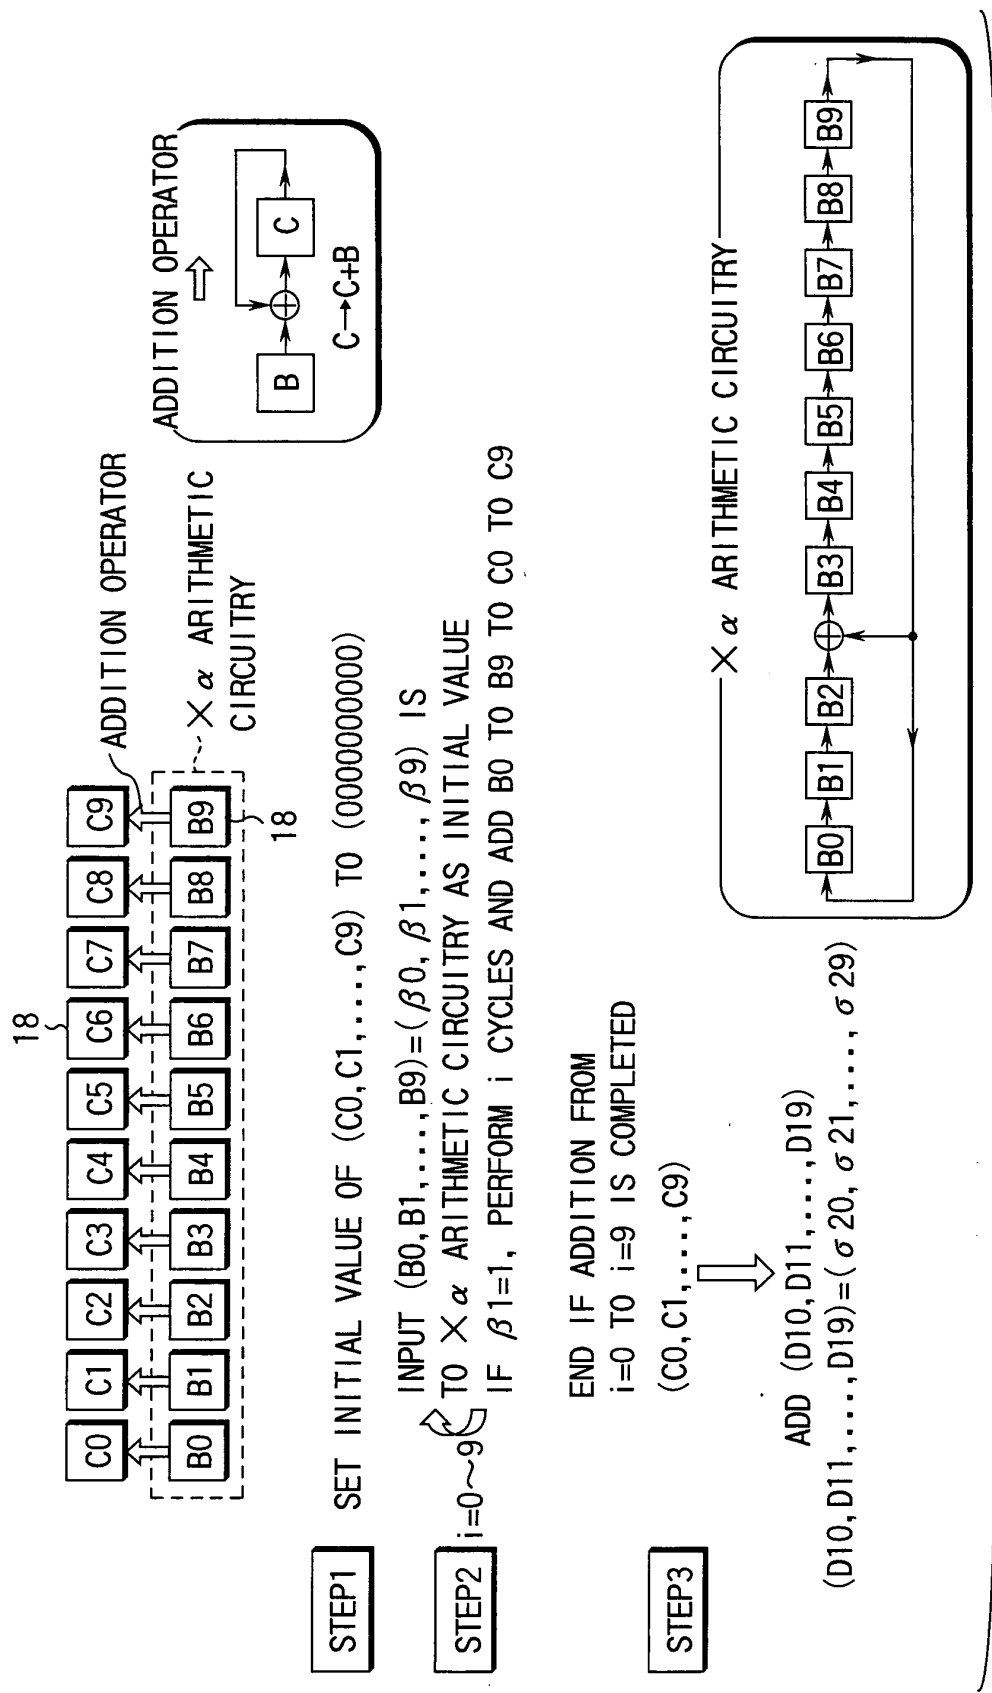 18
C0 C1 C2 C3 C4 C5 C6 C7 C8 C9
ADDITION OPERATOR
B0 B1 B2 B3 B4 B5 B6 B7 B8 B9
×α ARITHMETIC
CIRCUITRY
18
ADDITION OPERATOR
B
C
C→C+B
STEP1
SET INITIAL VALUE OF (C0,C1,....,C9) TO (0000000000)
STEP2
i=0~9
INPUT (B0,B1,....,B9)=(β0,β1,....,β9) IS
TO ×α ARITHMETIC CIRCUITRY AS INITIAL VALUE
IF β1=1, PERFORM i CYCLES AND ADD B0 TO B9 TO C0 TO C9
STEP3
END IF ADDITION FROM
i=0 TO i=9 IS COMPLETED
(C0,C1,....,C9)
ADD (D10,D11,....,D19)
(D10,D11,....,D19)=(σ20,σ21,....,σ29)
×α ARITHMETIC CIRCUITRY
B0 B1 B2 B3 B4 B5 B6 B7 B8 B9